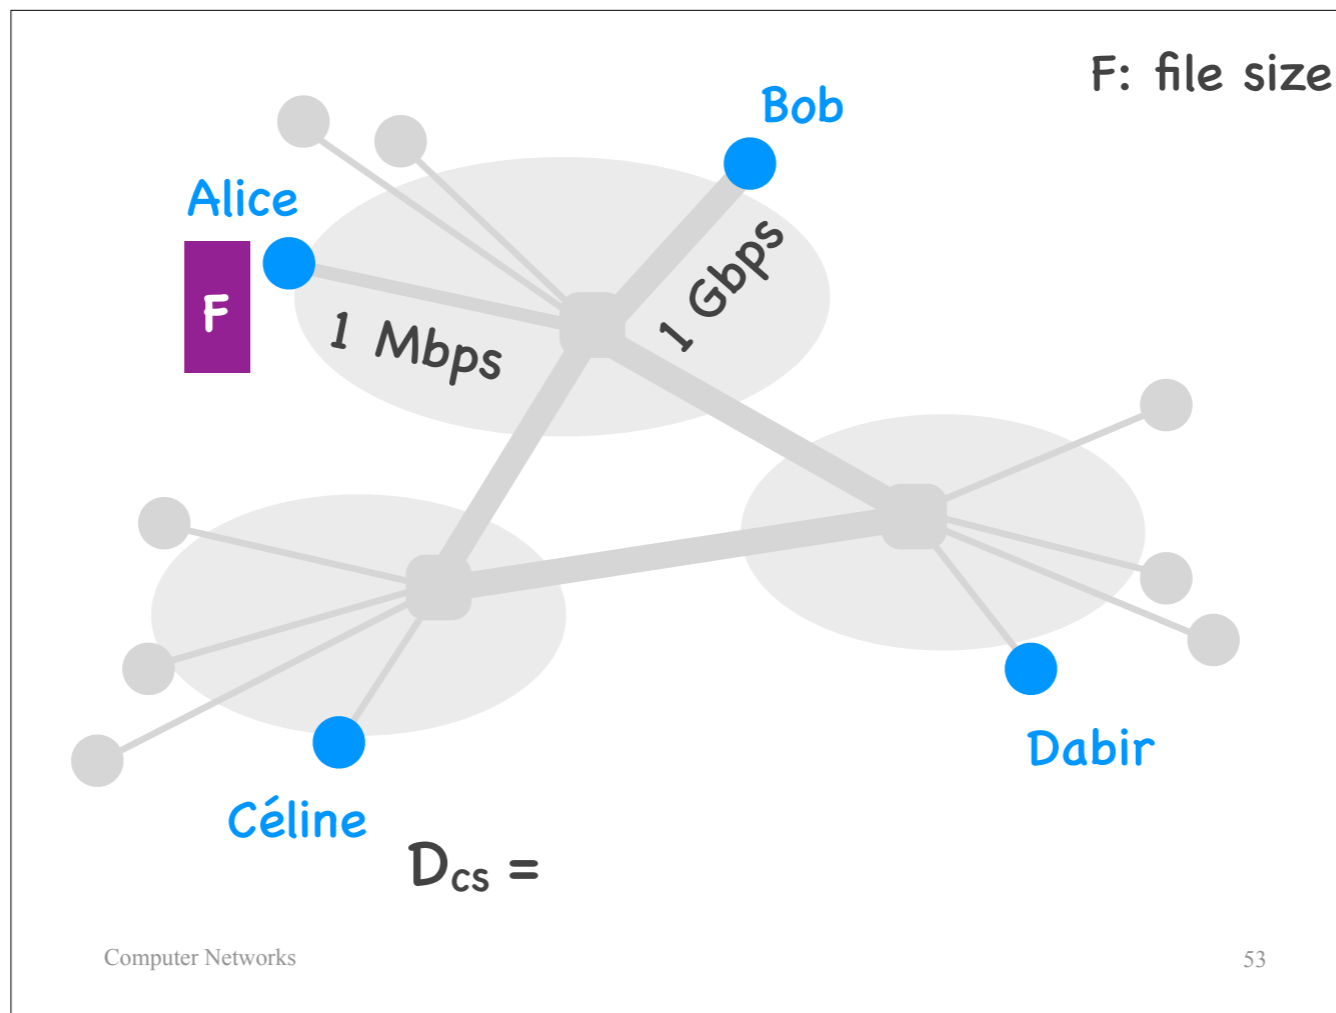 F: file size
Bob
Alice
F
1 Mbps
1 Gbps
Dabir
Céline
Dcs =
Computer Networks
53